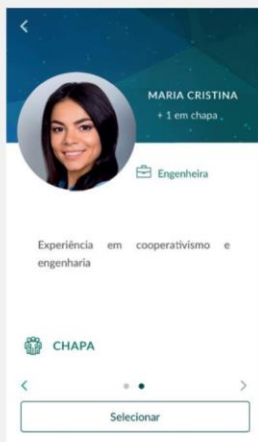 MARIA CRISTINA
+ 1 em chapa
Engenheira
Experiência em cooperativismo e
engenharia
CHAPA
Selecionar